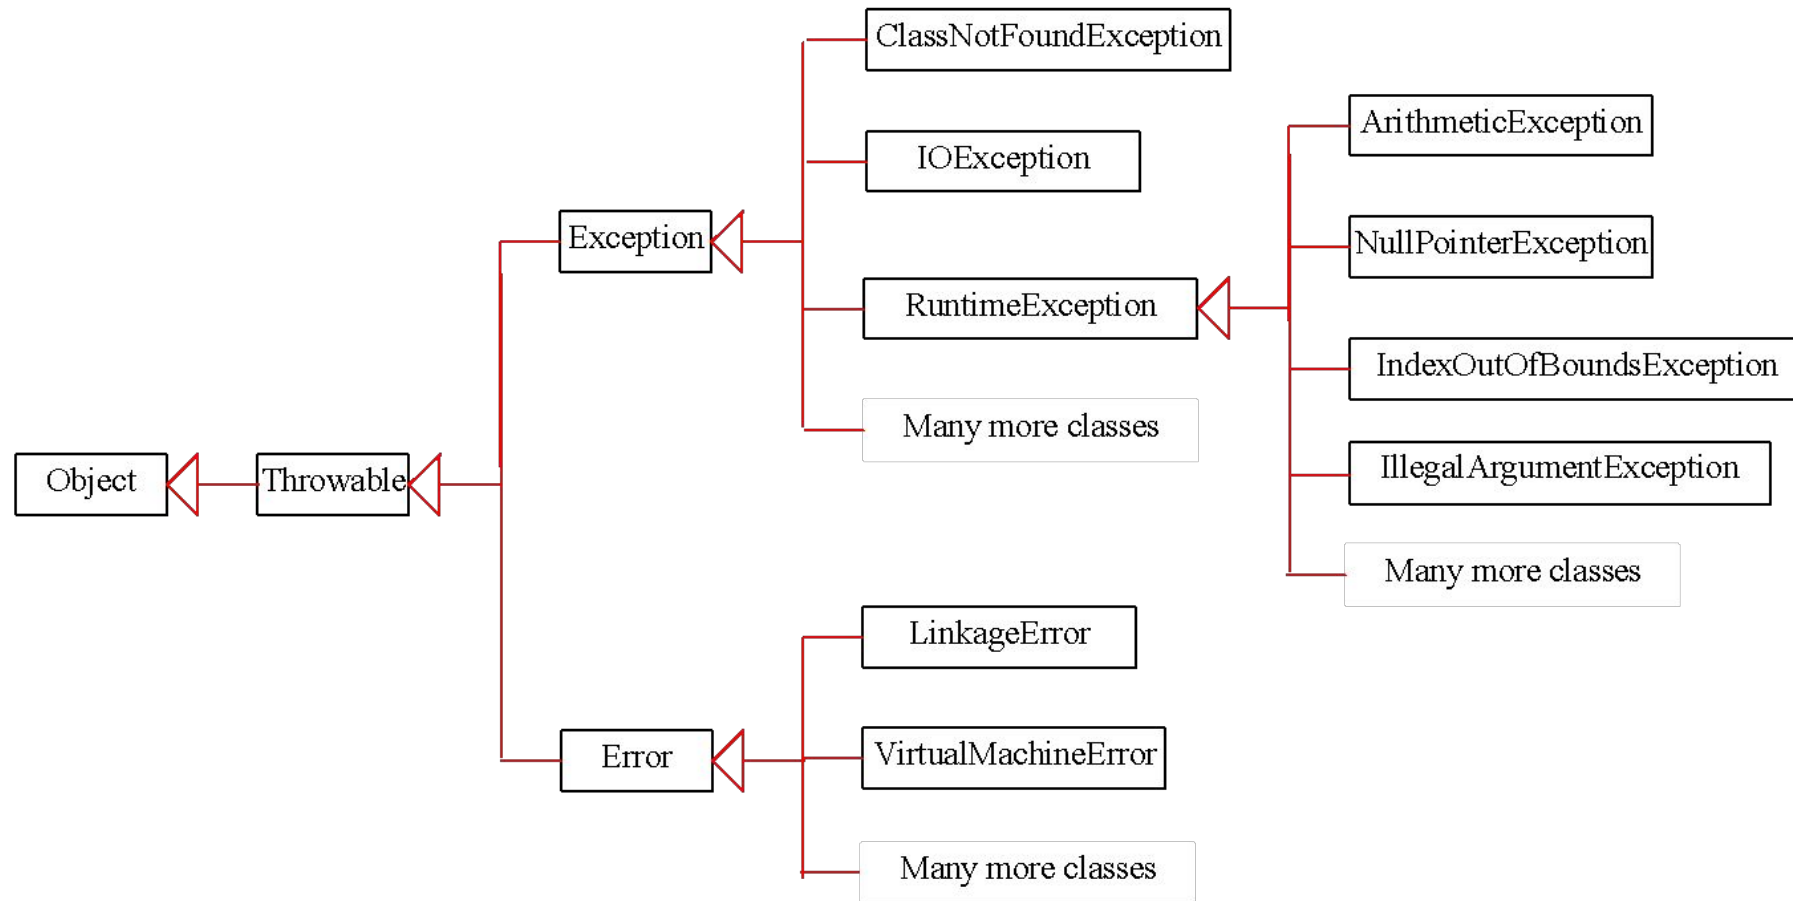 ClassNotFoundException
ArithmeticException
IOException
NullPointerException
Exception
RuntimeException
IndexOutOfBoundsException
Many more classes
IllegalArgumentException
Object
Throwable
Many more classes
LinkageError
Error
VirtualMachineError
Many more classes